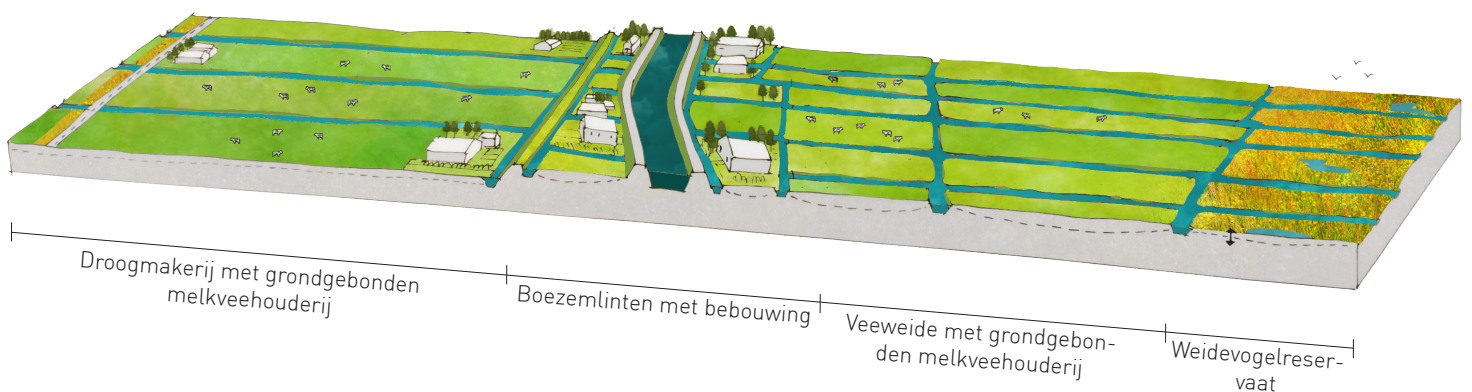 Droogmakerij met grondgebonden
melkveehouderij
Boezemlinten met bebouwing
Veeweide met grondgebon-
den melkveehouderij
Weidevogelreser-
vaat